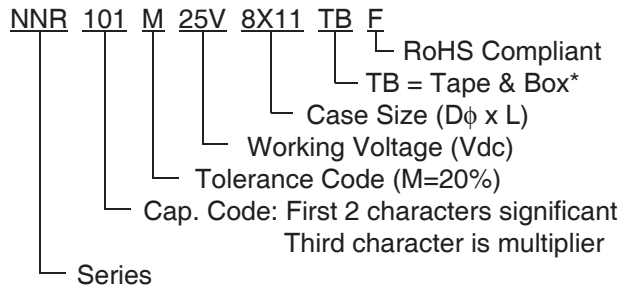 NNR 101 M 25V 8X11 TB F
RoHS Compliant
TB = Tape & Box*
Case Size (Dϕ x L)
Working Voltage (Vdc)
Tolerance Code (M=20%)
Cap. Code: First 2 characters significant
Third character is multiplier
Series